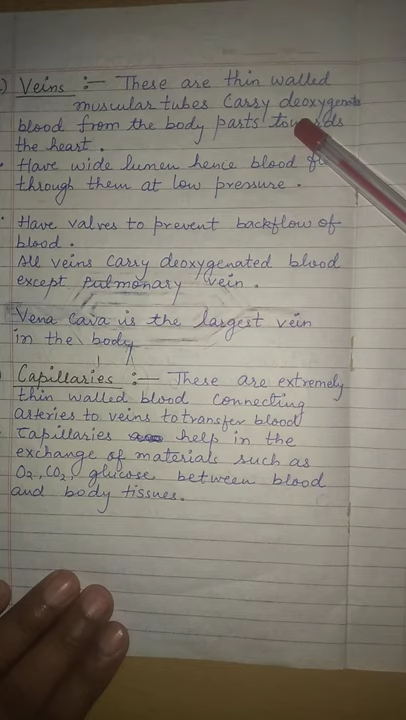 ) Veins :- These are thin walled
muscular tubes Carry deoxygenate
blood from the body parts towards
the heart .
• Have wide lumen hence blood
through them at low pressure .
• Have valves to prevent backflow of
blood .
All veins Carry deoxygenated blood
except Pulmonary vein .
Vena Cava is the largest vein
in the body
) Capillaries :— These are extremely
thin walled blood connecting
arteries to veins to transfer blood
Capillaries help in the
exchange of materials such as
O2, CO2, glucose between blood
and body tissues.